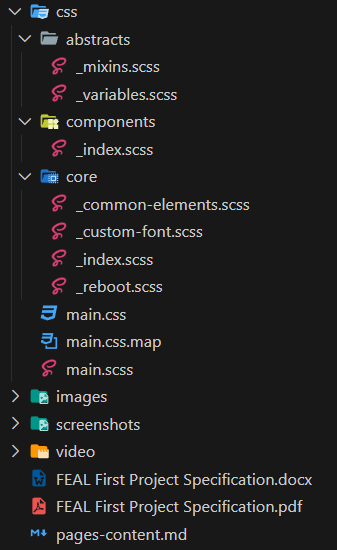 css
abstracts
_mixins.scss
_variables.scss
components
_index.scss
core
_common-elements.scss
_custom-font.scss
_index.scss
_reboot.scss
main.css
main.css.map
main.scss
images
screenshots
video
FEAL First Project Specification.docx
FEAL First Project Specification.pdf
pages-content.md